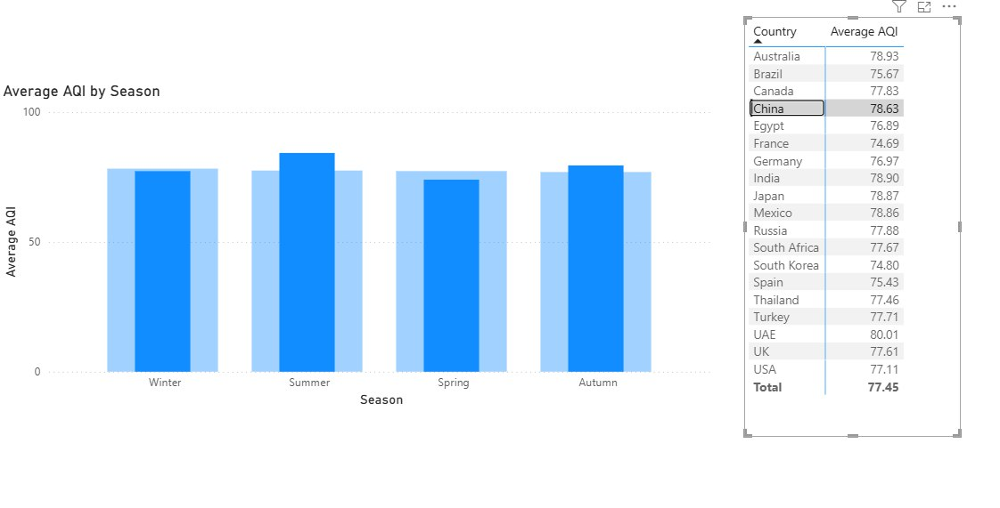 Average AQI by Season
100
50
0
Average AQI
Winter Summer Spring Autumn
Season
Country Average AQI
Australia 78.93
Brazil 75.67
Canada 77.83
China 78.63
Egypt 76.89
France 74.69
Germany 76.97
India 78.90
Japan 78.87
Mexico 78.86
Russia 77.88
South Africa 77.67
South Korea 74.80
Spain 75.43
Thailand 77.46
Turkey 77.71
UAE 80.01
UK 77.61
USA 77.11
Total 77.45